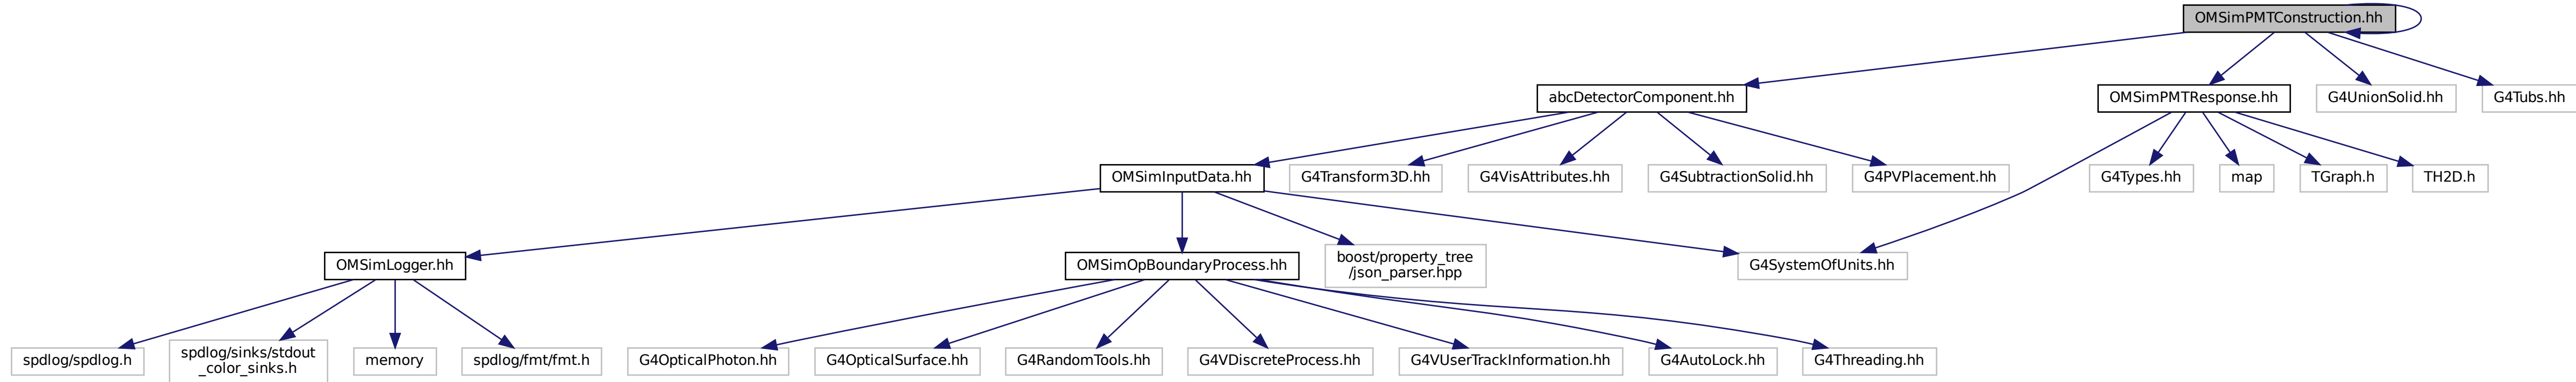 OMSimPMTConstruction.hh
abcDetectorComponent.hh
OMSimPMTResponse.hh
G4UnionSolid.hh
G4Tubs.hh
OMSimInputData.hh
G4Transform3D.hh
G4VisAttributes.hh
G4SubtractionSolid.hh
G4PVPlacement.hh
G4Types.hh
map
TGraph.h
TH2D.h
OMSimLogger.hh
OMSimOpBoundaryProcess.hh
boost/property_tree
/json_parser.hpp
G4SystemOfUnits.hh
spdlog/spdlog.h
spdlog/sinks/stdout
_color_sinks.h
memory
spdlog/fmt/fmt.h
G4OpticalPhoton.hh
G4OpticalSurface.hh
G4RandomTools.hh
G4VDiscreteProcess.hh
G4VUserTrackInformation.hh
G4AutoLock.hh
G4Threading.hh